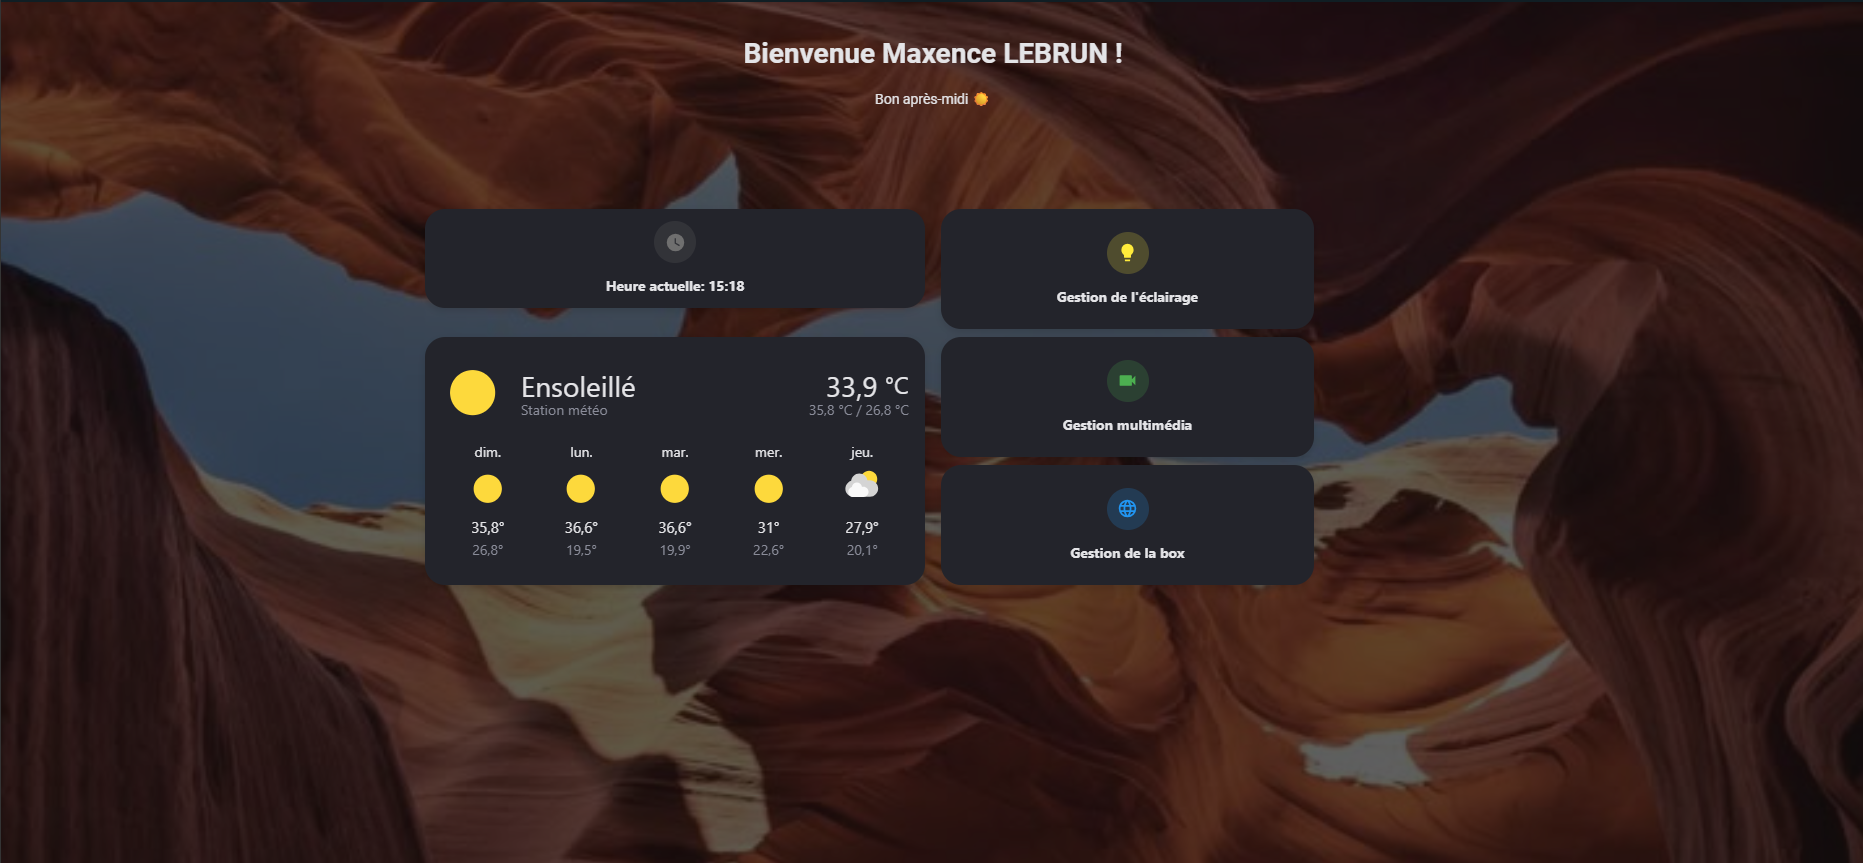 Bienvenue Maxence LEBRUN !
Bon après-midi ☀️
Heure actuelle: 15:18
Ensoleillé 33,9 °C
Station météo 35,8 °C / 26,8 °C
dim. lun. mar. mer. jeu.
35,8° 36,6° 36,6° 31° 27,9°
26,8° 19,5° 19,9° 22,6° 20,1°
Gestion de l'éclairage
Gestion multimédia
Gestion de la box